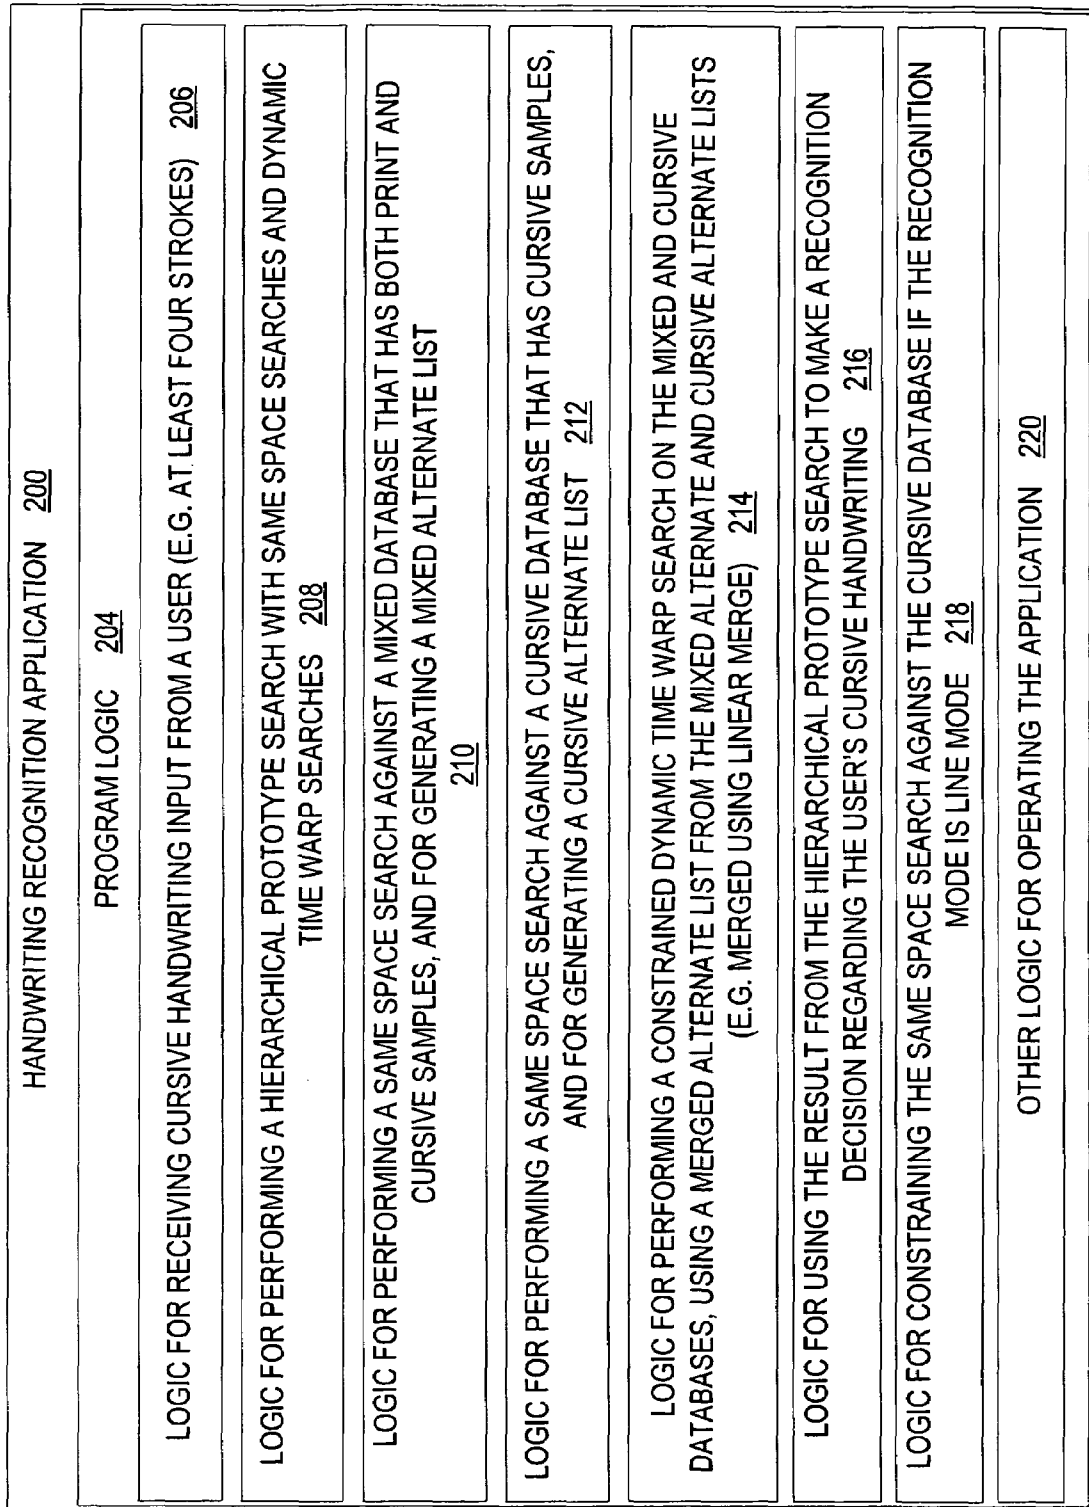 HANDWRITING RECOGNITION APPLICATION 200
PROGRAM LOGIC 204
LOGIC FOR RECEIVING CURSIVE HANDWRITING INPUT FROM A USER (E.G. AT LEAST FOUR STROKES) 206
LOGIC FOR PERFORMING A HIERARCHICAL PROTOTYPE SEARCH WITH SAME SPACE SEARCHES AND DYNAMIC
TIME WARP SEARCHES 208
LOGIC FOR PERFORMING A SAME SPACE SEARCH AGAINST A MIXED DATABASE THAT HAS BOTH PRINT AND
CURSIVE SAMPLES, AND FOR GENERATING A MIXED ALTERNATE LIST
210
LOGIC FOR PERFORMING A SAME SPACE SEARCH AGAINST A CURSIVE DATABASE THAT HAS CURSIVE SAMPLES,
AND FOR GENERATING A CURSIVE ALTERNATE LIST 212
LOGIC FOR PERFORMING A CONSTRAINED DYNAMIC TIME WARP SEARCH ON THE MIXED AND CURSIVE
DATABASES, USING A MERGED ALTERNATE LIST FROM THE MIXED ALTERNATE AND CURSIVE ALTERNATE LISTS
(E.G. MERGED USING LINEAR MERGE) 214
LOGIC FOR USING THE RESULT FROM THE HIERARCHICAL PROTOTYPE SEARCH TO MAKE A RECOGNITION
DECISION REGARDING THE USER'S CURSIVE HANDWRITING 216
LOGIC FOR CONSTRAINING THE SAME SPACE SEARCH AGAINST THE CURSIVE DATABASE IF THE RECOGNITION
MODE IS LINE MODE 218
OTHER LOGIC FOR OPERATING THE APPLICATION 220